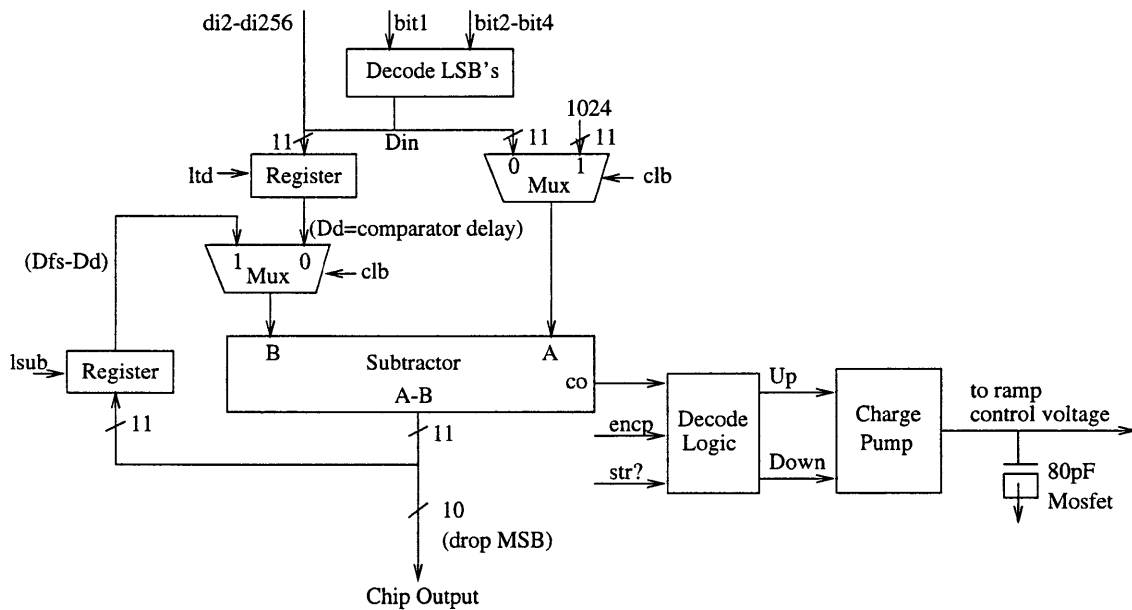 di2-di256
bit1
bit2-bit4
Decode LSB's
1024
11
Din
11
11
ltd
Register
0
1
Mux
clb
(Dd=comparator delay)
(Dfs-Dd)
1
0
Mux
clb
lsub
Register
B
A
Subtractor
co
A-B
11
11
encp
str?
Decode
Logic
Up
Down
Charge
Pump
to ramp
control voltage
80pF
Mosfet
10
(drop MSB)
Chip Output